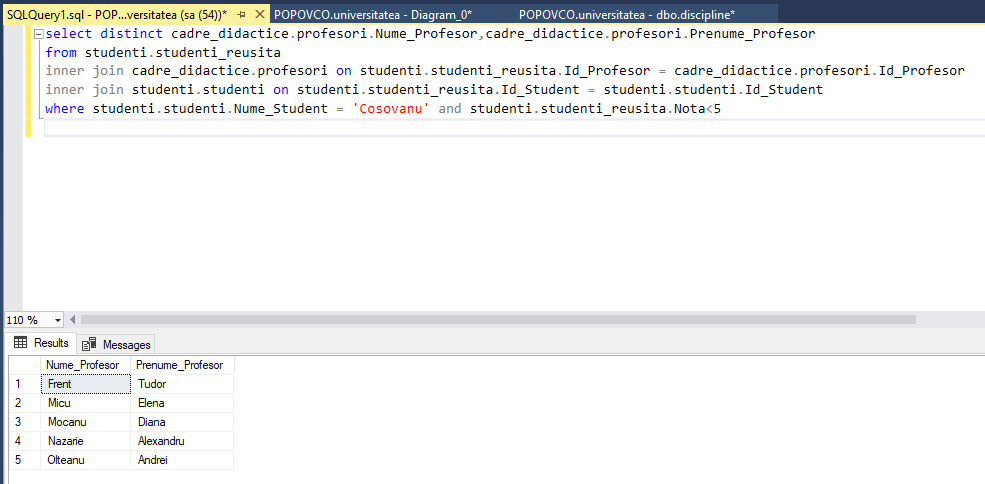 SQLQuery1.sql - POP...versitatea (sa (54))* POPOVCO.universitatea - Diagram_0* POPOVCO.universitatea - dbo.discipline*
select distinct cadre_didactice.profesori.Nume_Profesor,cadre_didactice.profesori.Prenume_Profesor
from studenti.studenti_reusita
inner join cadre_didactice.profesori on studenti.studenti_reusita.Id_Profesor = cadre_didactice.profesori.Id_Profesor
inner join studenti.studenti on studenti.studenti_reusita.Id_Student = studenti.studenti.Id_Student
where studenti.studenti.Nume_Student = 'Cosovanu' and studenti.studenti_reusita.Nota<5
110 %
Results Messages
Nume_Profesor Prenume_Profesor
1 Frent Tudor
2 Micu Elena
3 Mocanu Diana
4 Nazarie Alexandru
5 Olteanu Andrei